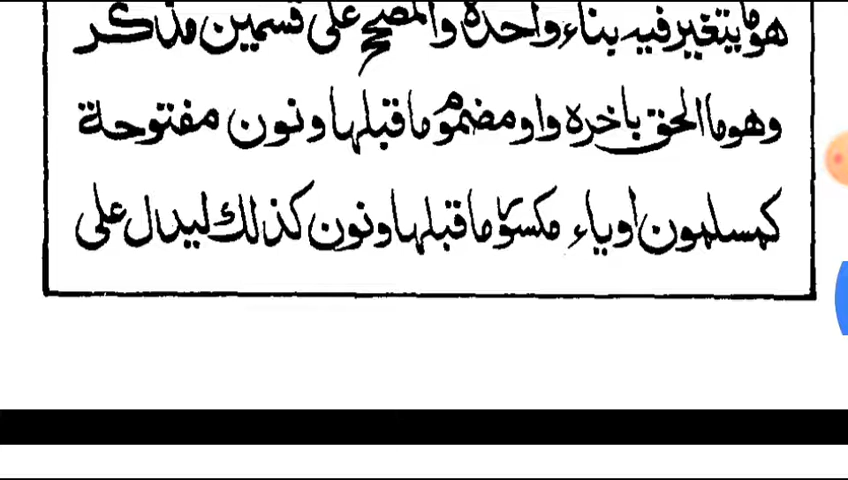 هو ما يتغير فيه بناء واحده والمصحح على قسمين مذكر
وهو ما الحق باخره واو مضموم ما قبلها ونون مفتوحة
كمسلمون او ياء مكسور ما قبلها ونون كذلك ليدل على